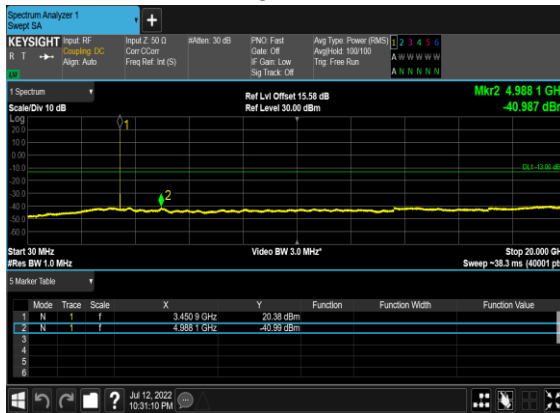 Spectrum Analyzer 1
Swept SA
+
KEYSIGHT
R T
Input: RF
Coupling: DC
Align: Auto
Input Z: 50 Ω
Corr CCorr
Freq Ref: Int (S)
#Atten: 30 dB
PNO: Fast
Gate: Off
IF Gain: Low
Sig Track: Off
Avg Type: Power (RMS)
Avg|Hold: 100/100
Trig: Free Run
1 2 3 4 5 6
A W W W W W
A N N N N N
1 Spectrum
Scale/Div 10 dB
Ref Lvl Offset 15.58 dB
Ref Level 30.00 dBm
Mkr2 4.988 1 GH
-40.987 dB
Log
20.0
10.0
0.00
-10.0
-20.0
-30.0
-40.0
-50.0
-60.0
1
2
DL1 -13.00 dB
Start 30 MHz
#Res BW 1.0 MHz
Video BW 3.0 MHz*
Stop 20.000 GH
Sweep ~38.3 ms (40001 pt
5 Marker Table
Mode Trace Scale X Y Function Function Width Function Value
1 N 1 f 3.450 9 GHz 20.38 dBm
2 N 1 f 4.988 1 GHz -40.99 dBm
3
4
5
6
?
Jul 12, 2022
10:31:10 PM